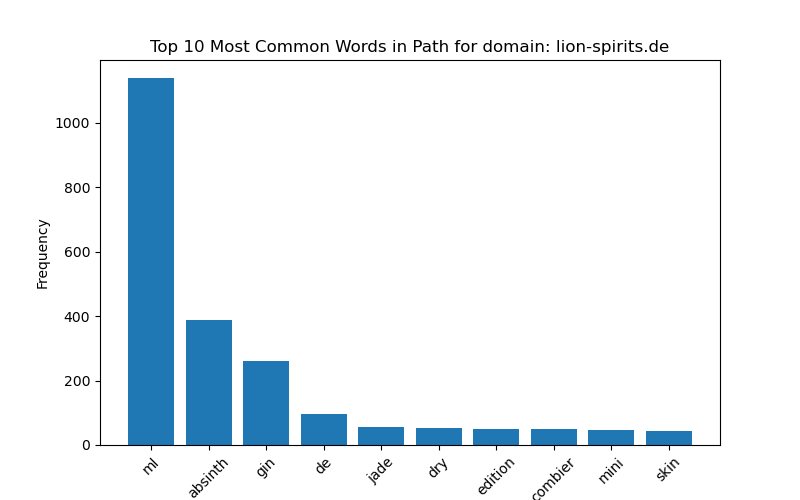 Top 10 Most Common Words in Path for domain: lion-spirits.de
Frequency
1000
800
600
400
200
0
ml
absinth
gin
de
jade
dry
edition
combier
mini
skin